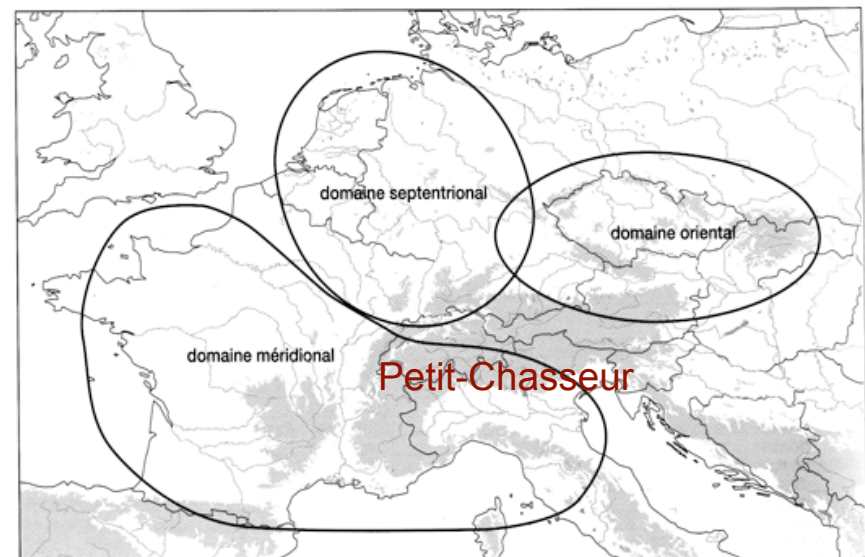 domaine septentrional
domaine oriental
domaine méridional
Petit-Chasseur